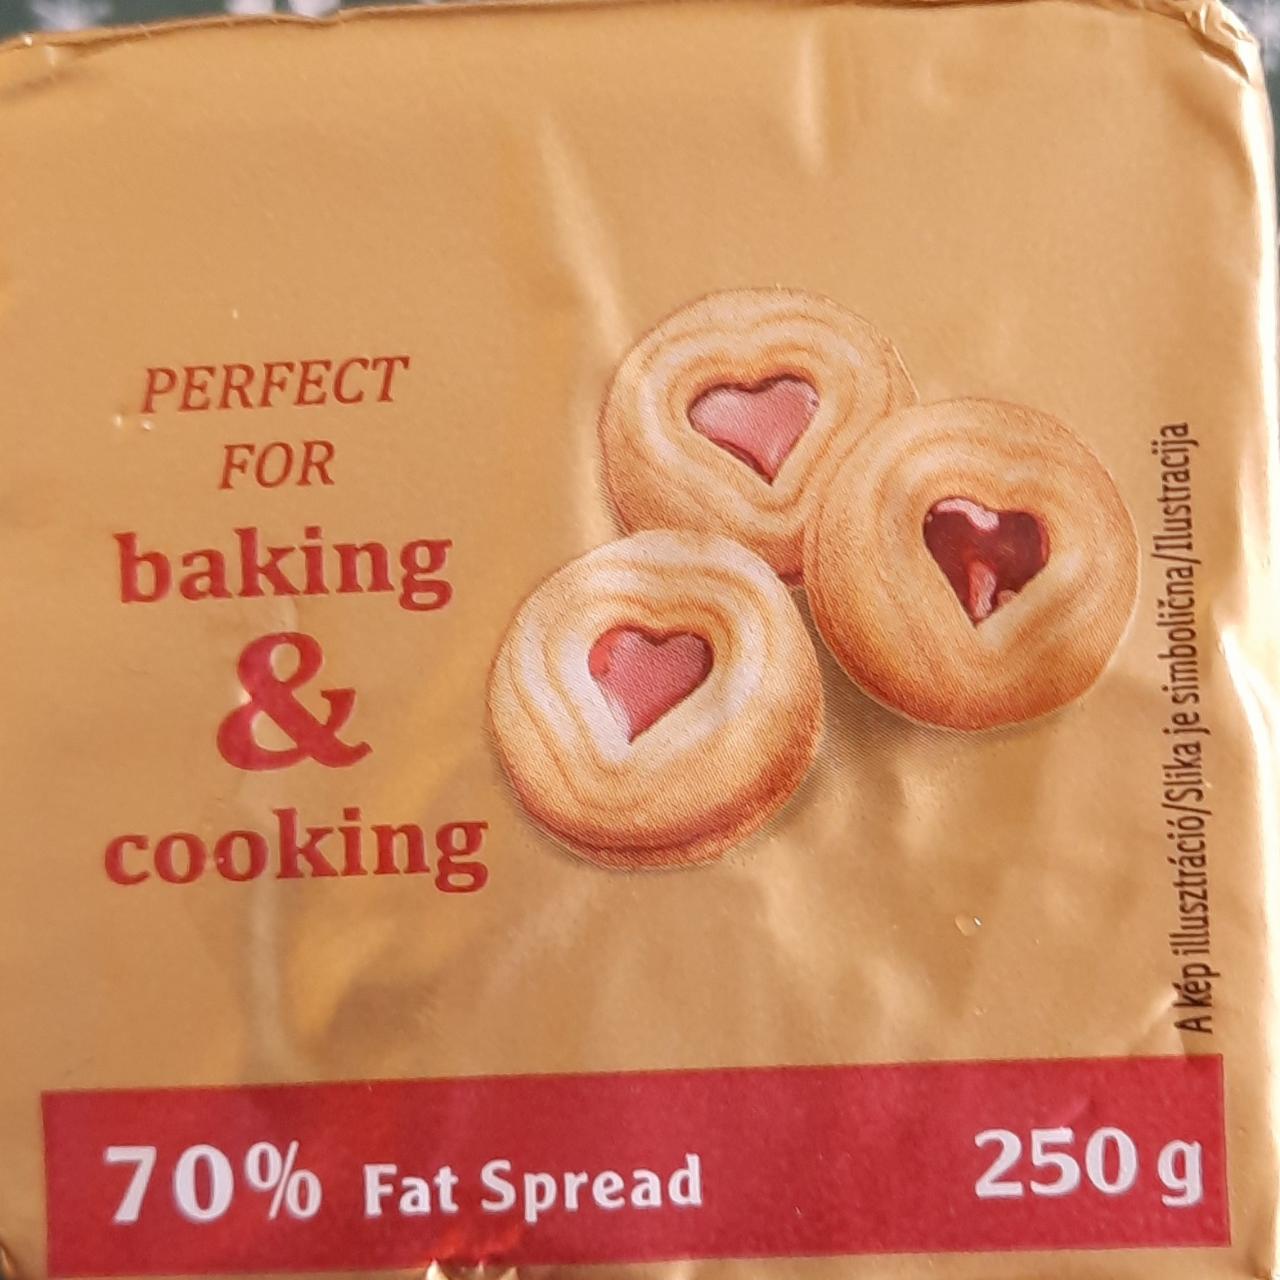 PERFECT
FOR
baking
&
cooking
A kép illusztráció/Slika je simbolična/Ilustracija
70% Fat Spread
250 g